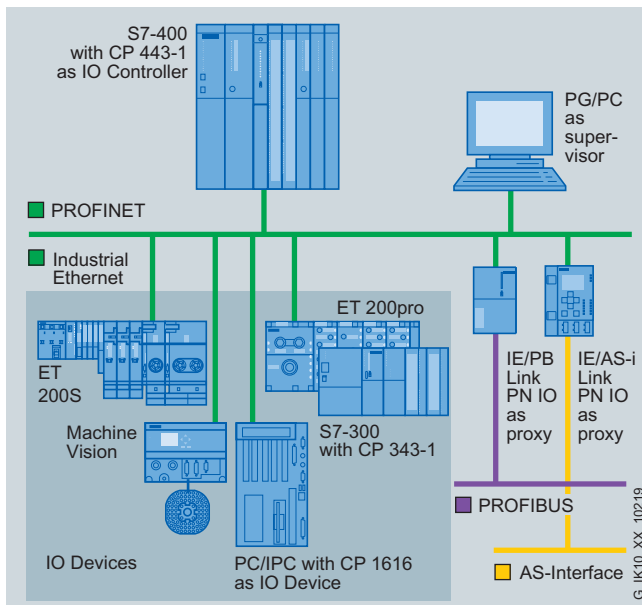 S7-400
with CP 443-1
as IO Controller
PG/PC
as
super-
visor
PROFINET
Industrial
Ethernet
ET 200pro
ET
200S
IE/PB
Link
PN IO
as
proxy
IE/AS-i
Link
PN IO
as
proxy
Machine
Vision
S7-300
with CP 343-1
PROFIBUS
IO Devices
PC/IPC with CP 1616
as IO Device
AS-Interface
G_IK10_XX_10219